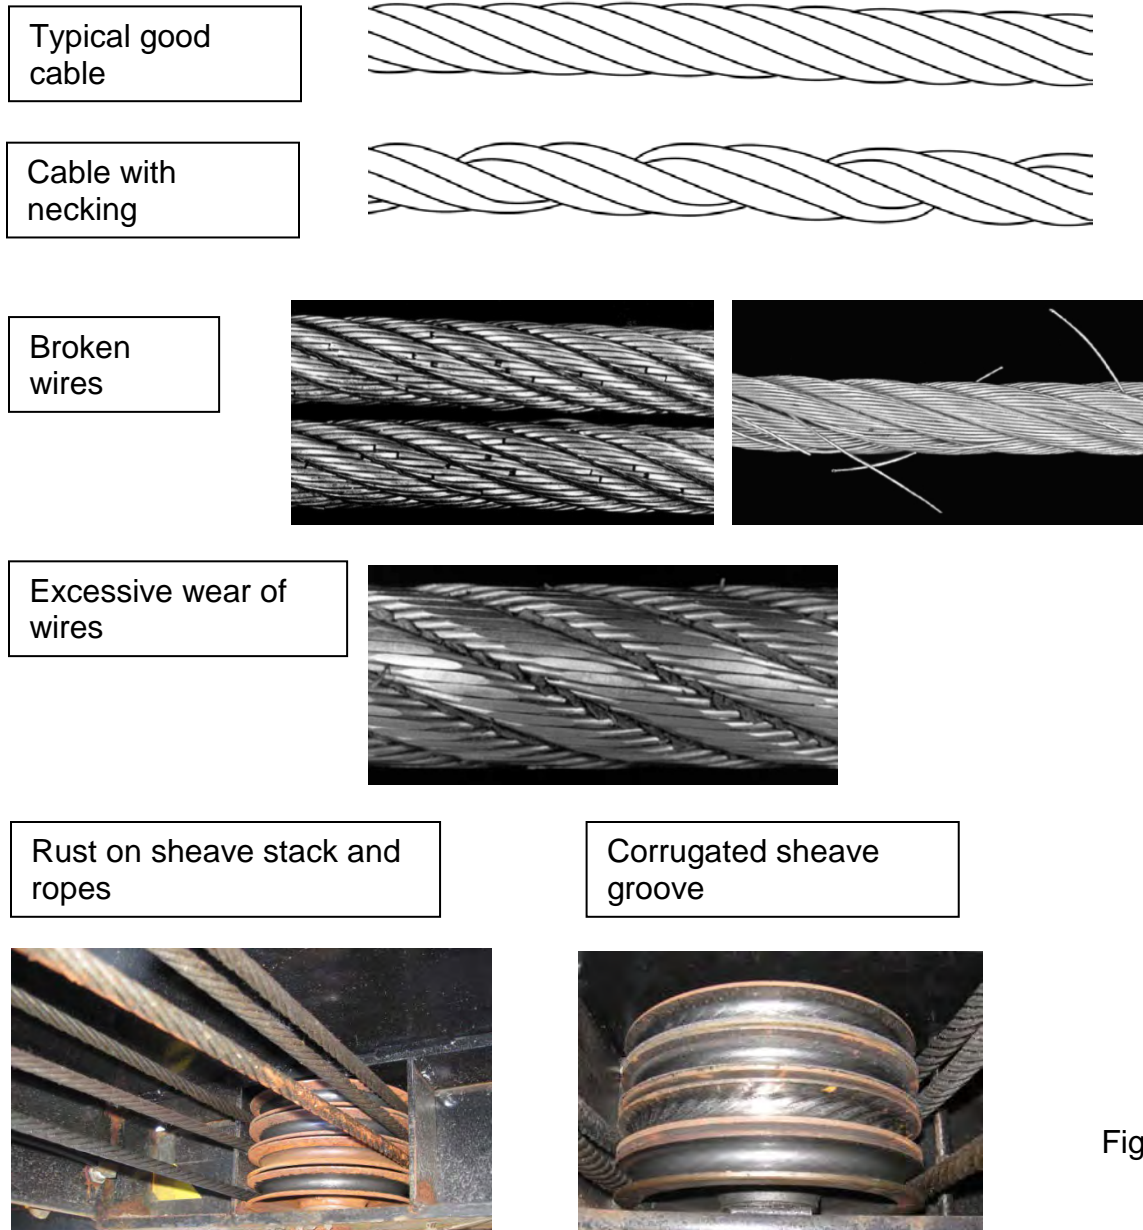 Typical good
cable
Cable with
necking
Broken
wires
Excessive wear of
wires
Rust on sheave stack and
ropes
Corrugated sheave
groove
Fig